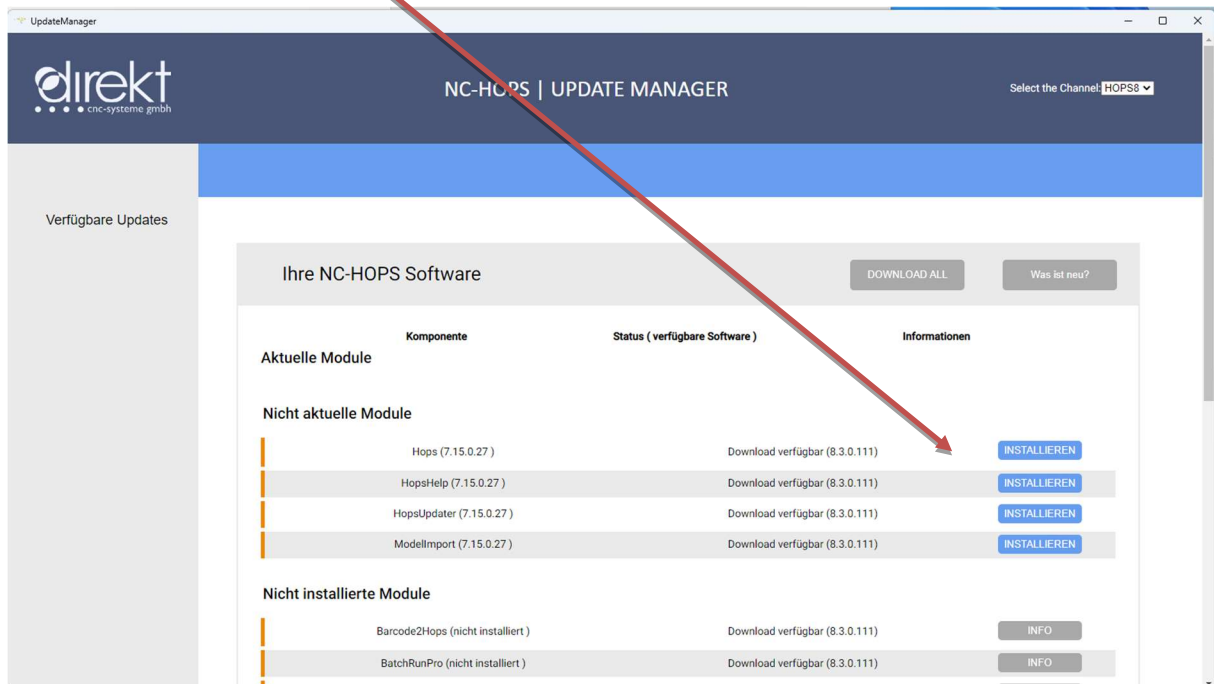 UpdateManager
direkt
cnc-systeme gmbh
NC-HOPS | UPDATE MANAGER
Select the Channel: HOPS8
Verfügbare Updates
Ihre NC-HOPS Software
DOWNLOAD ALL
Was ist neu?
Komponente Status ( verfügbare Software ) Informationen
Aktuelle Module
Nicht aktuelle Module
Hops (7.15.0.27 ) Download verfügbar (8.3.0.111) INSTALLIEREN
HopsHelp (7.15.0.27 ) Download verfügbar (8.3.0.111) INSTALLIEREN
HopsUpdater (7.15.0.27 ) Download verfügbar (8.3.0.111) INSTALLIEREN
ModelImport (7.15.0.27 ) Download verfügbar (8.3.0.111) INSTALLIEREN
Nicht installierte Module
Barcode2Hops (nicht installiert ) Download verfügbar (8.3.0.111) INFO
BatchRunPro (nicht installiert ) Download verfügbar (8.3.0.111) INFO